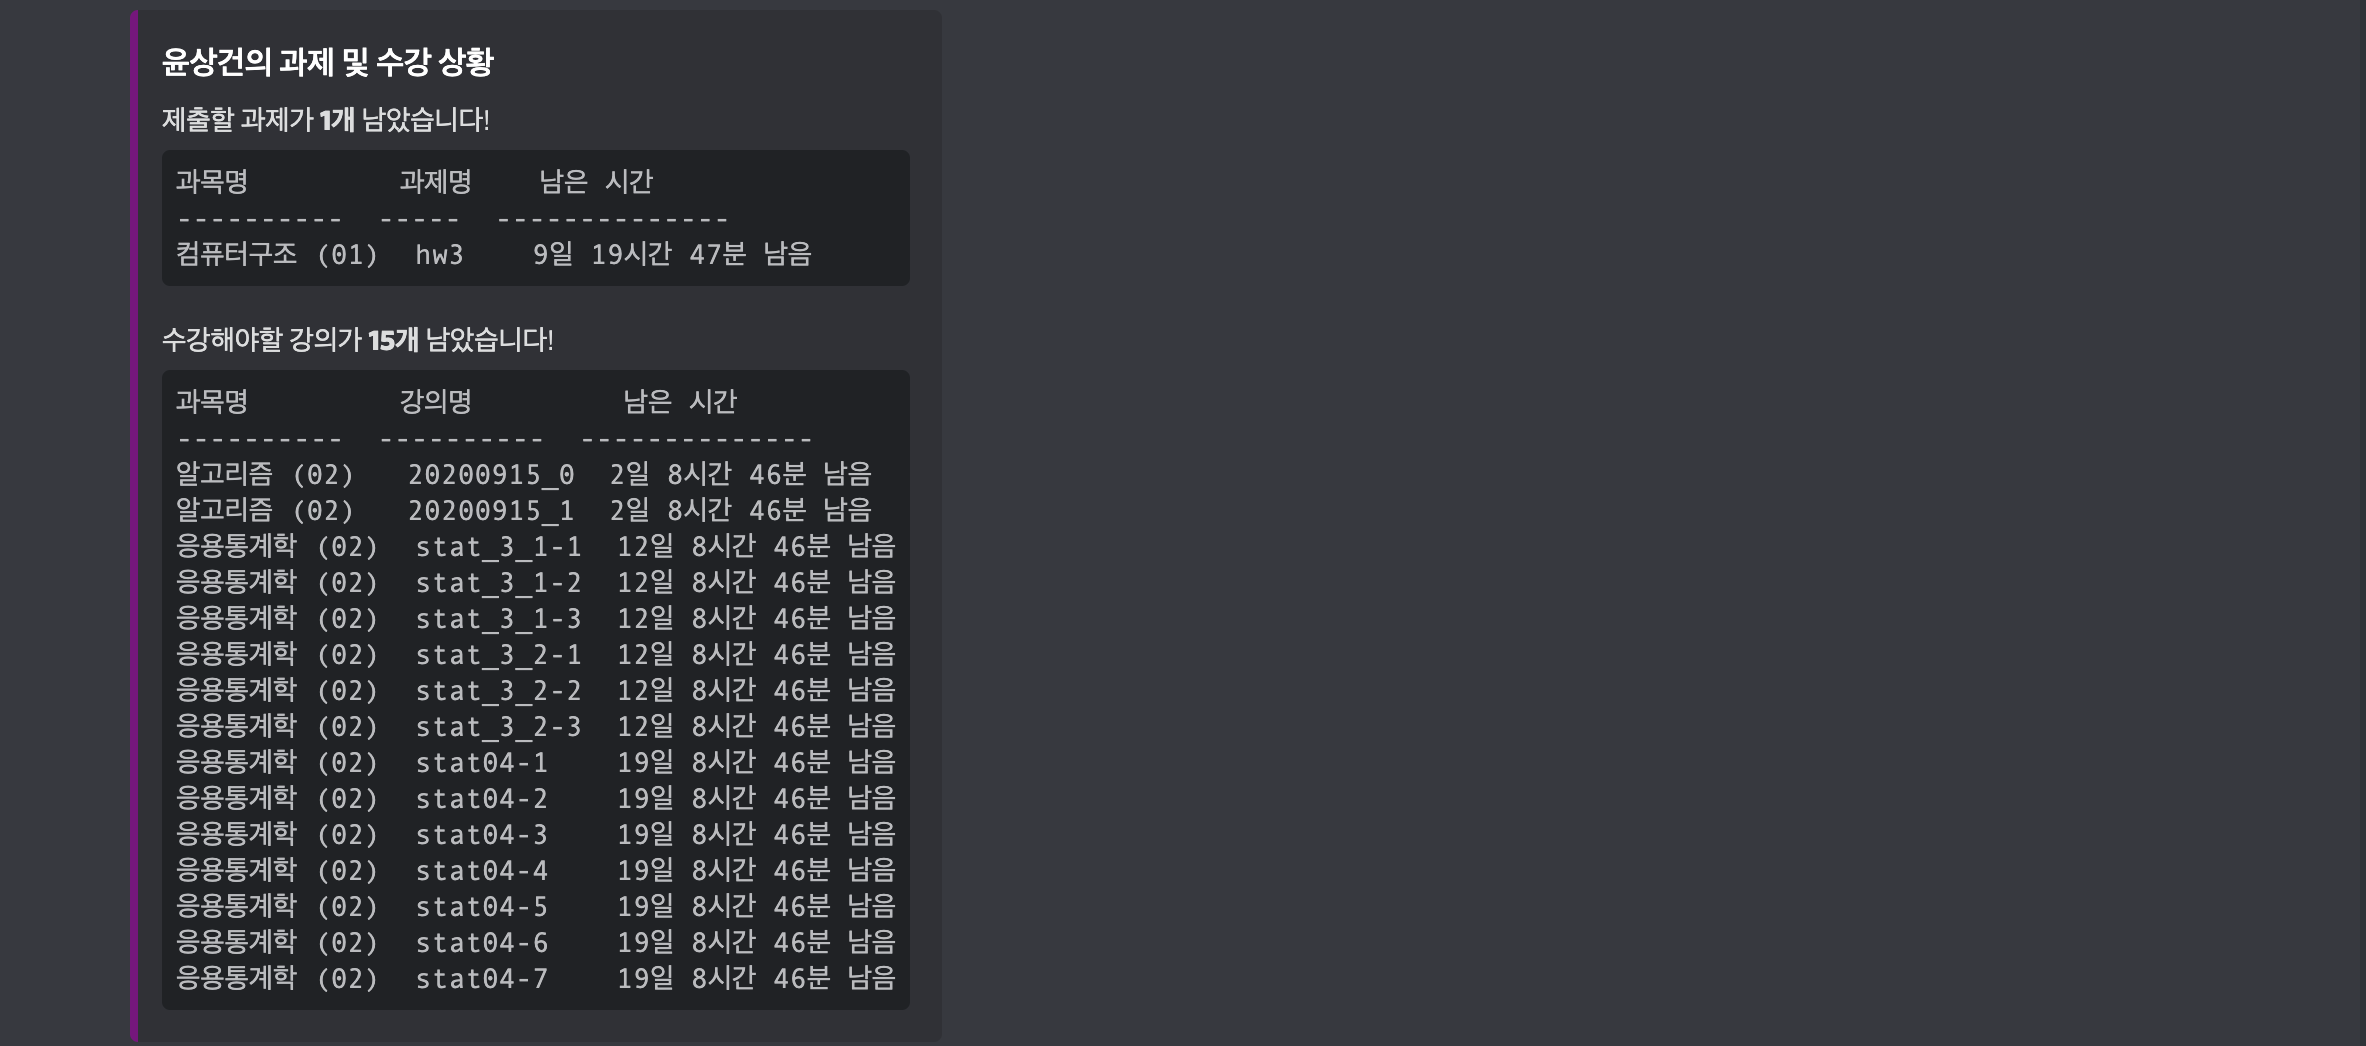 윤상건의 과제 및 수강 상황
제출할 과제가 1개 남았습니다!
과목명 과제명 남은 시간
---------- ----- --------------
컴퓨터구조 (01) hw3 9일 19시간 47분 남음
수강해야할 강의가 15개 남았습니다!
과목명 강의명 남은 시간
---------- ---------- --------------
알고리즘 (02) 20200915_0 2일 8시간 46분 남음
알고리즘 (02) 20200915_1 2일 8시간 46분 남음
응용통계학 (02) stat_3_1-1 12일 8시간 46분 남음
응용통계학 (02) stat_3_1-2 12일 8시간 46분 남음
응용통계학 (02) stat_3_1-3 12일 8시간 46분 남음
응용통계학 (02) stat_3_2-1 12일 8시간 46분 남음
응용통계학 (02) stat_3_2-2 12일 8시간 46분 남음
응용통계학 (02) stat_3_2-3 12일 8시간 46분 남음
응용통계학 (02) stat04-1 19일 8시간 46분 남음
응용통계학 (02) stat04-2 19일 8시간 46분 남음
응용통계학 (02) stat04-3 19일 8시간 46분 남음
응용통계학 (02) stat04-4 19일 8시간 46분 남음
응용통계학 (02) stat04-5 19일 8시간 46분 남음
응용통계학 (02) stat04-6 19일 8시간 46분 남음
응용통계학 (02) stat04-7 19일 8시간 46분 남음